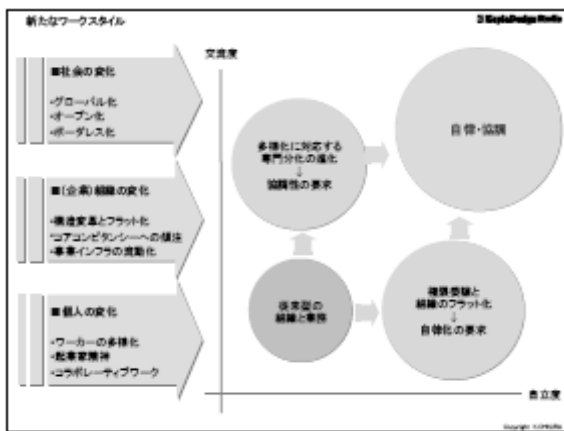 新たなワークスタイル
KeplaDesign Studio
■社会の変化
・グローバル化
・オープン化
・ボーダレス化
■(企業)組織の変化
・構造変革とフラット化
・コアコンピタンシーへの傾注
・事業インフラの流動化
■個人の変化
・ワーカーの多様化
・起業家精神
・コラボレーティブワーク
交流度
自律・協調
多様化に対応する
専門分化の進化
↓
協調性の要求
従来型の
組織と業務
権限委譲と
組織のフラット化
↓
自律化の要求
自立度
Copyright